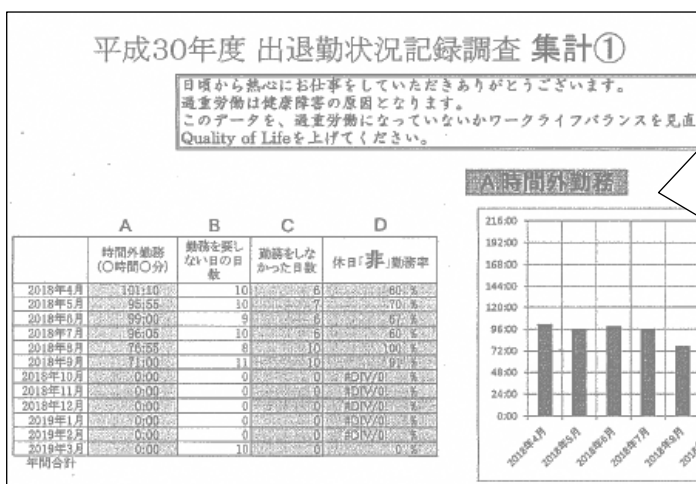 平成30年度 出退勤状況記録調査 集計①
日頃から熱心にお仕事をしていただきありがとうございます。
過重労働は健康障害の原因となります。
このデータを、過重労働になっていないかワークライフバランスを見直
Quality of Lifeを上げてください。
A 時間外勤務
A B C D
時間外勤務(〇時間〇分) 勤務を要しない日の日数 勤務をしなかった日数 休日「非」勤務率
2018年4月 101:10 10 6 60 %
2018年5月 95:55 10 7 70 %
2018年6月 99:00 9 6 67 %
2018年7月 96:05 10 6 60 %
2018年8月 76:55 8 10 100 %
2018年9月 71:00 11 10 91 %
2018年10月 0:00 0 0 #DIV/0! %
2018年11月 0:00 0 0 #DIV/0! %
2018年12月 0:00 0 0 #DIV/0! %
2019年1月 0:00 0 0 #DIV/0! %
2019年2月 0:00 0 0 #DIV/0! %
2019年3月 0:00 10 0 0 %
年間合計
216:00
192:00
168:00
144:00
120:00
96:00
72:00
48:00
24:00
0:00
2018年4月 2018年5月 2018年6月 2018年7月 2018年8月